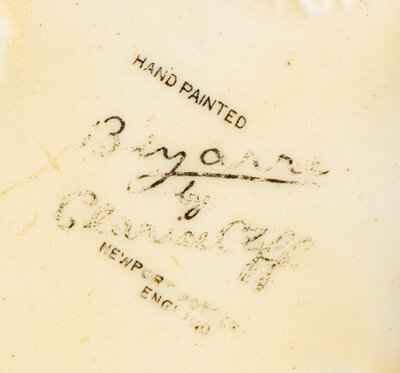 HAND PAINTED
Bizarre
by
Clarice Cliff
NEWPORT POTTERY
ENGLAND